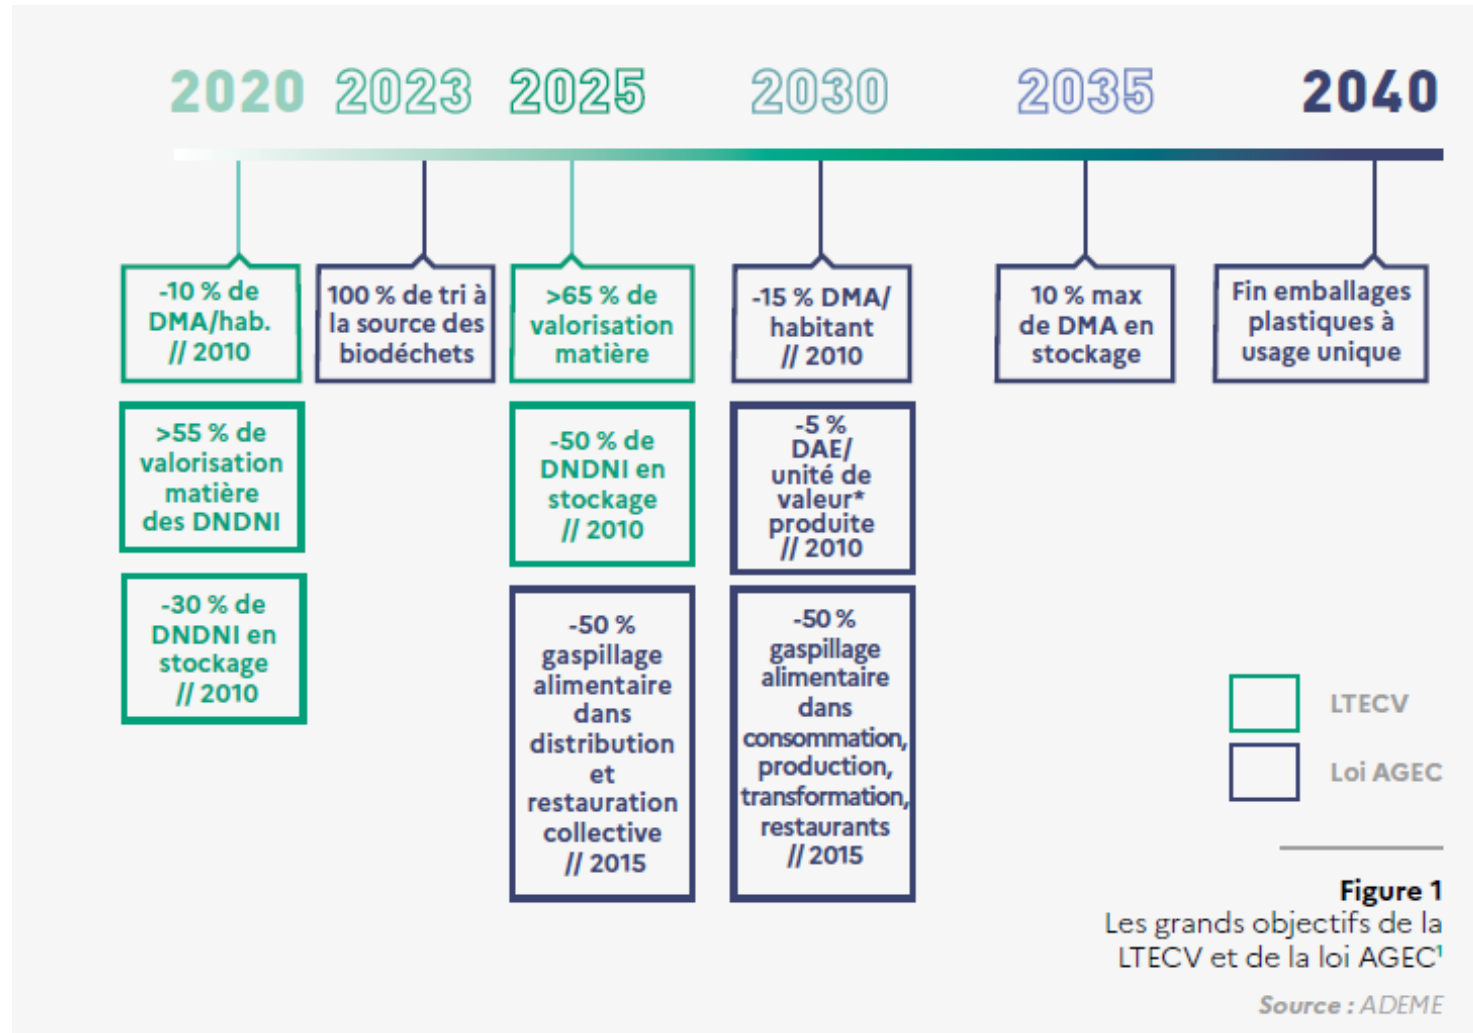 2020 2023 2025 2030 2035 2040
-10 % de
DMA/hab.
// 2010
>55 % de
valorisation
matière
des DNDNI
-30 % de
DNDNI en
stockage
// 2010
100 % de tri à
la source des
biodéchets
>65 % de
valorisation
matière
-50 % de
DNDNI en
stockage
// 2010
-50 %
gaspillage
alimentaire
dans
distribution
et
restauration
collective
// 2015
-15 % DMA/
habitant
// 2010
-5 %
DAE/
unité de
valeur*
produite
// 2010
-50 %
gaspillage
alimentaire
dans
consommation,
production,
transformation,
restaurants
// 2015
10 % max
de DMA en
stockage
Fin emballages
plastiques à
usage unique
LTECV
Loi AGEC
Figure 1
Les grands objectifs de la
LTECV et de la loi AGEC¹
Source : ADEME